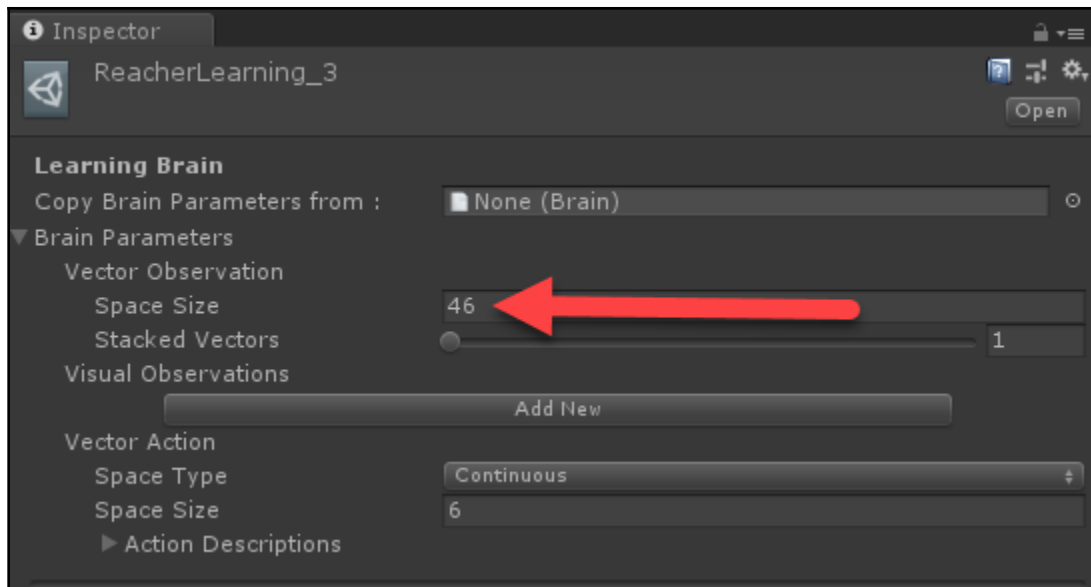 Inspector
ReacherLearning_3
Open
Learning Brain
Copy Brain Parameters from : None (Brain)
Brain Parameters
Vector Observation
Space Size 46
Stacked Vectors 1
Visual Observations
Add New
Vector Action
Space Type Continuous
Space Size 6
Action Descriptions